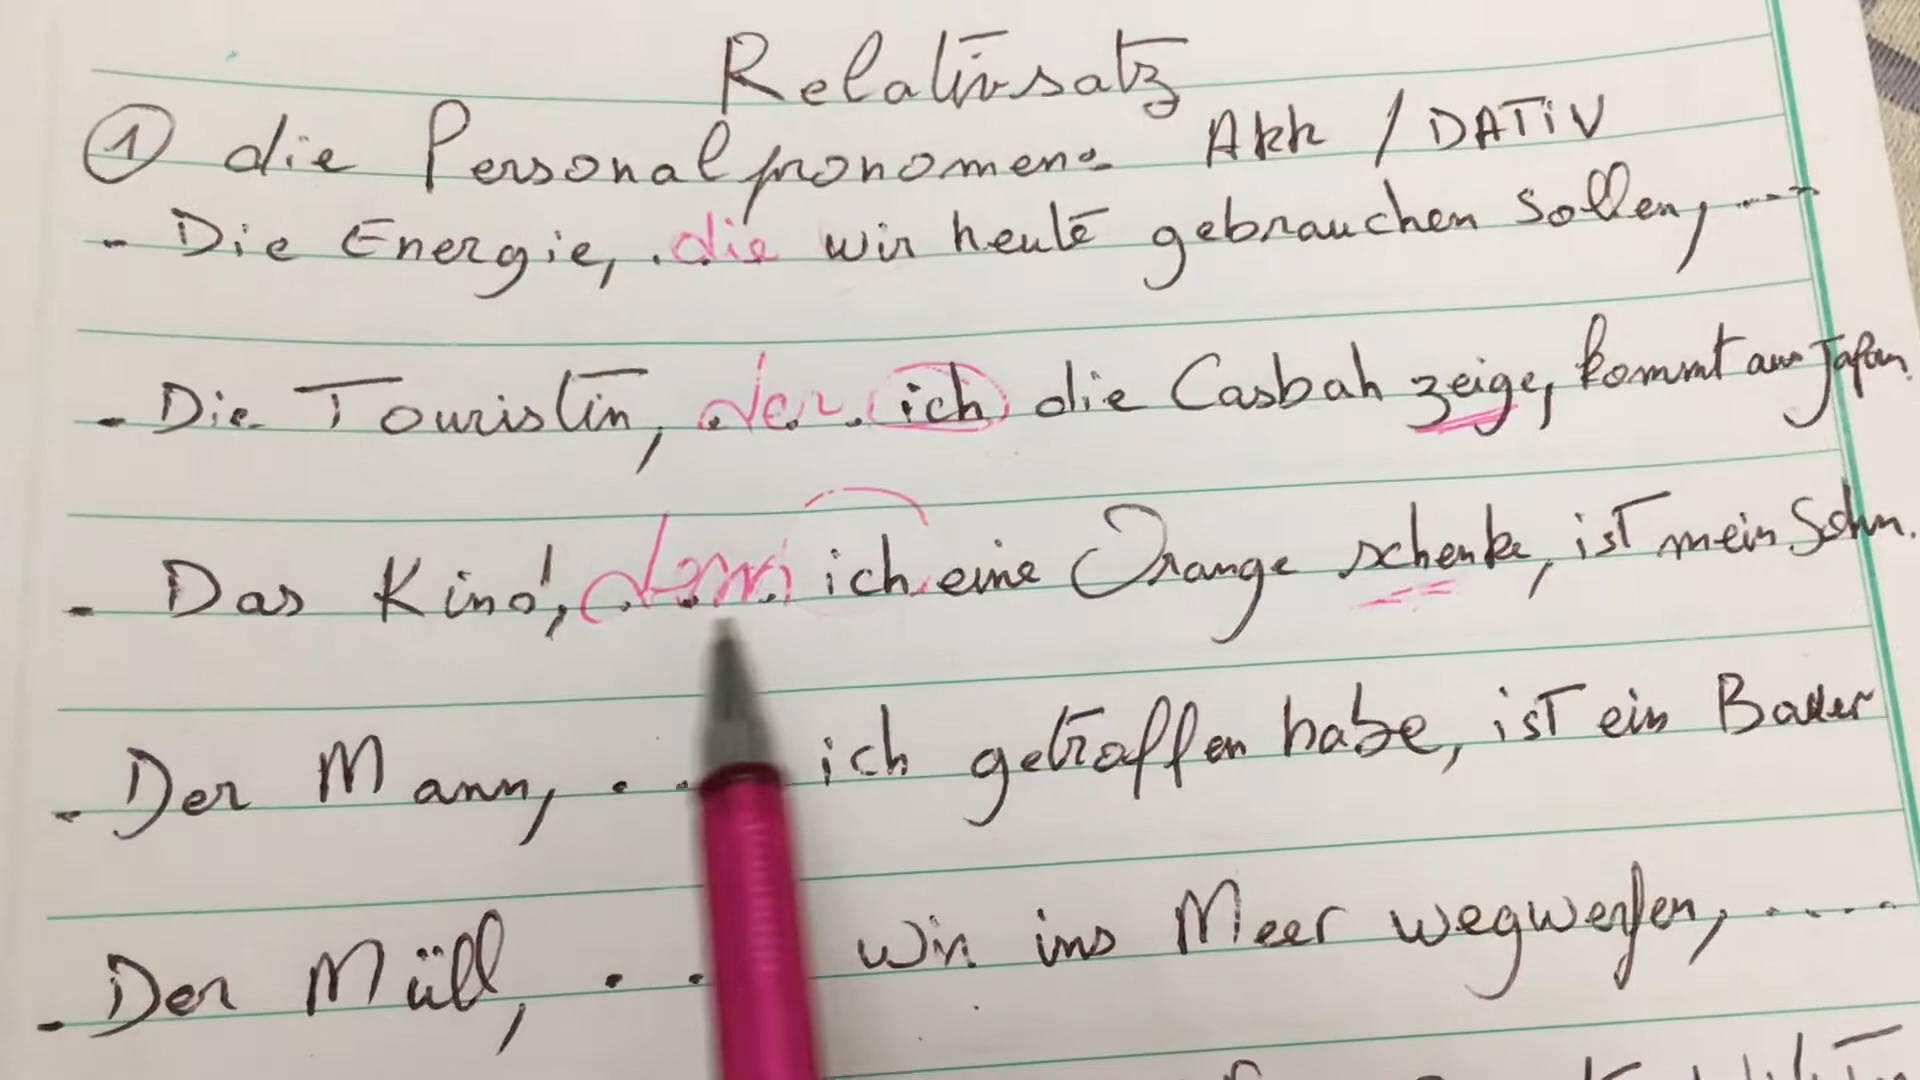 Relativsatz
① die Personalpronomen Akk / DATiV
- Die Energie, die wir heute gebrauchen sollen, ....
- Die Touristin, der ich die Casbah zeige, kommt aus Japan.
- Das Kind, dem ich eine Orange schenke, ist mein Sohn.
- Der Mann, . . . ich getroffen habe, ist ein Bauer
- Der Müll, . . wir ins Meer wegwerfen, .....